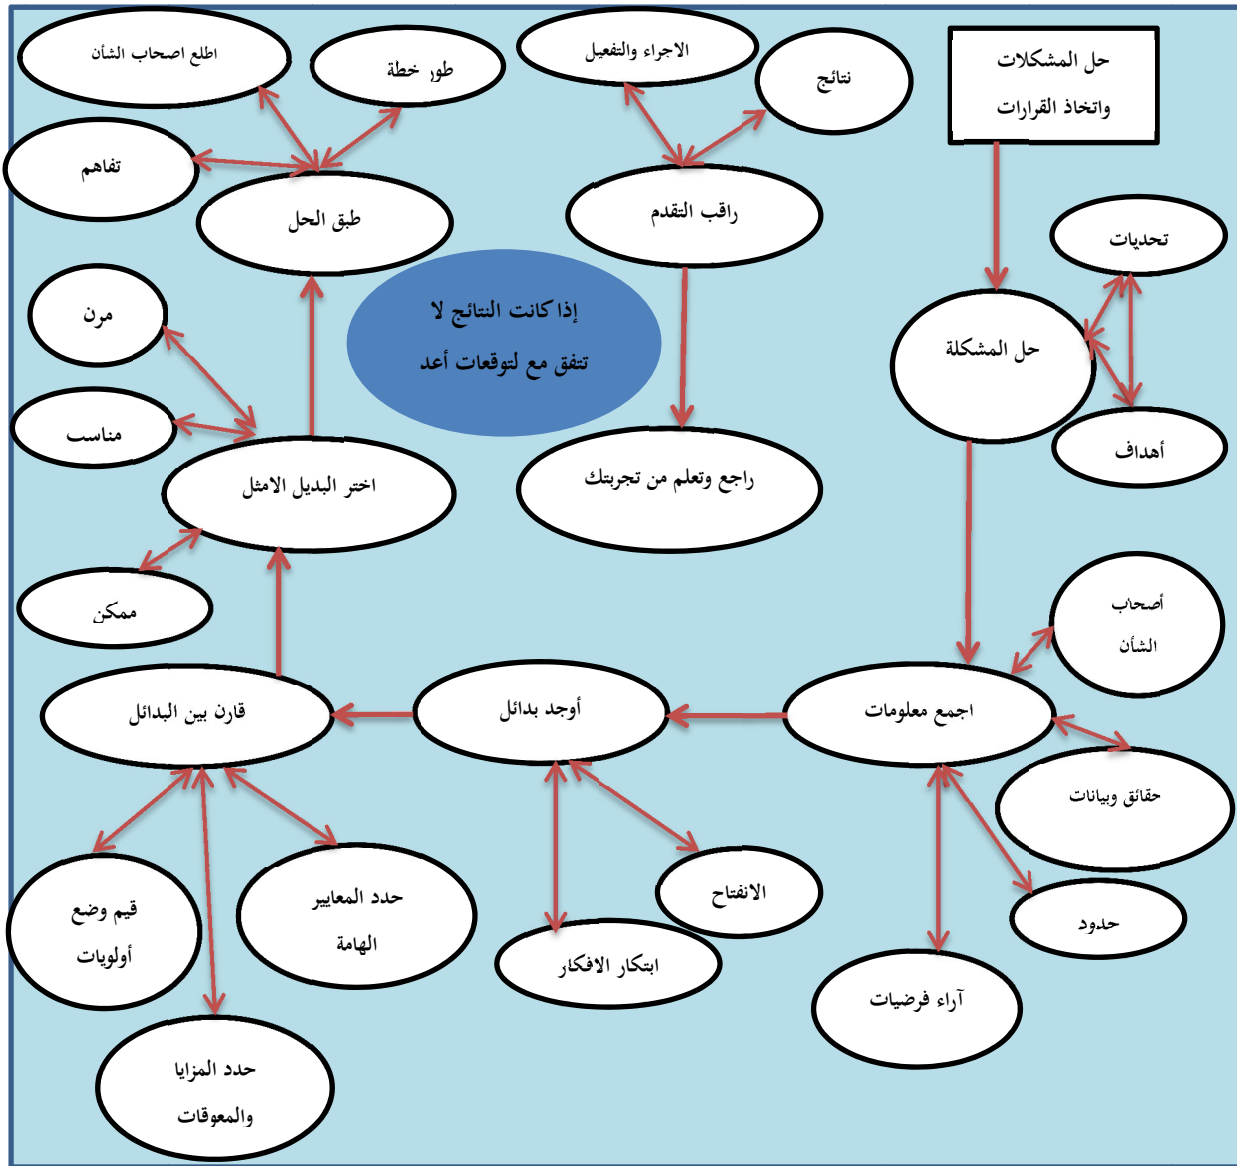 حل المشكلات
واتخاذ القرارات
نتائج
الاجراء والتفعيل
طور خطة
اطلع اصحاب الشأن
تفاهم
طبق الحل
راقب التقدم
تحديات
حل المشكلة
أهداف
إذا كانت النتائج لا
تتفق مع لتوقعات أعد
مرن
مناسب
اختر البديل الامثل
راجع وتعلم من تجربتك
ممكن
أصحاب
الشأن
اجمع معلومات
أوجد بدائل
قارن بين البدائل
حقائق وبيانات
حدود
آراء فرضيات
الانفتاح
ابتكار الافكار
حدد المعايير
الهامة
قيم وضع
أولويات
حدد المزايا
والمعوقات